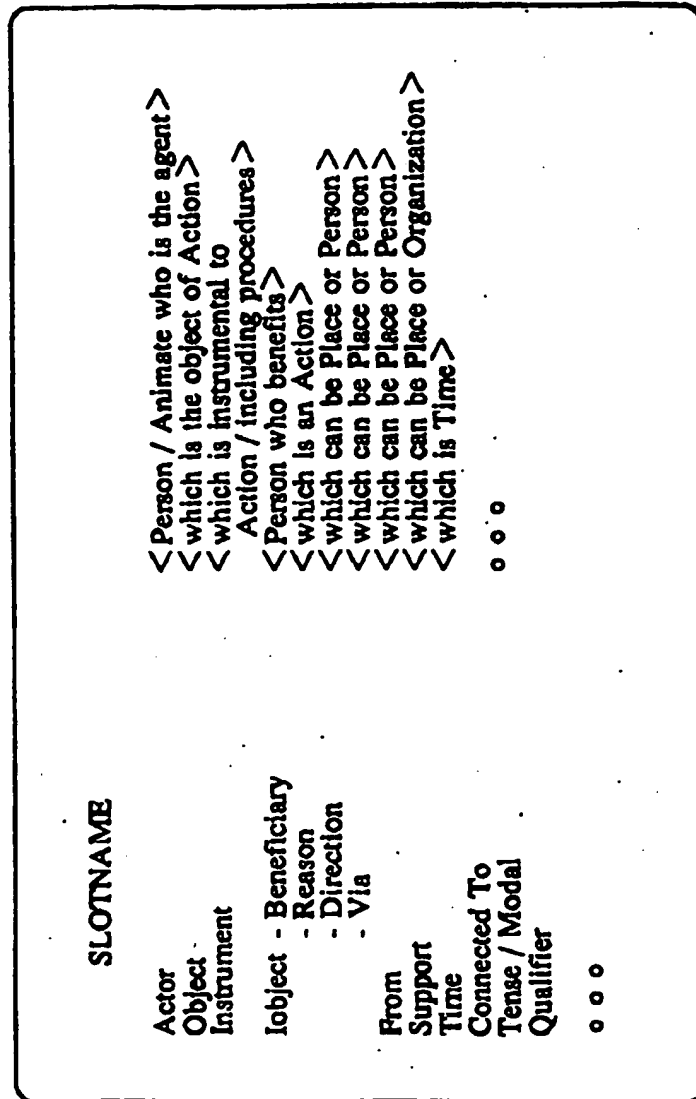 SLOTNAME
Actor <Person / Animate who is the agent>
Object <which is the object of Action>
Instrument <which is instrumental to
Action / including procedures>
Iobject - Beneficiary <Person who benefits>
- Reason <which is an Action>
- Direction <which can be Place or Person>
- Via <which can be Place or Person>
From <which can be Place or Person>
Support <which can be Place or Organization>
Time <which is Time>
Connected To
Tense / Modal o o o
Qualifier
o o o